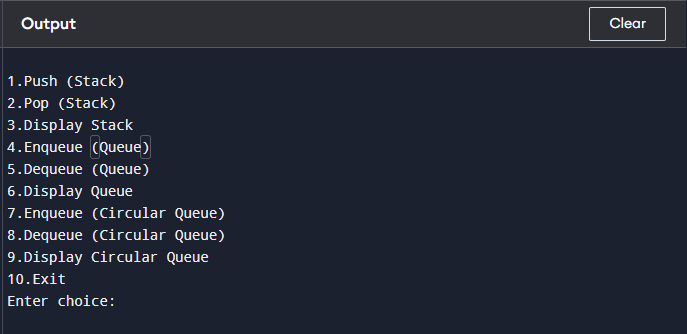 Output
Clear
1.Push (Stack)
2.Pop (Stack)
3.Display Stack
4.Enqueue (Queue)
5.Dequeue (Queue)
6.Display Queue
7.Enqueue (Circular Queue)
8.Dequeue (Circular Queue)
9.Display Circular Queue
10.Exit
Enter choice: